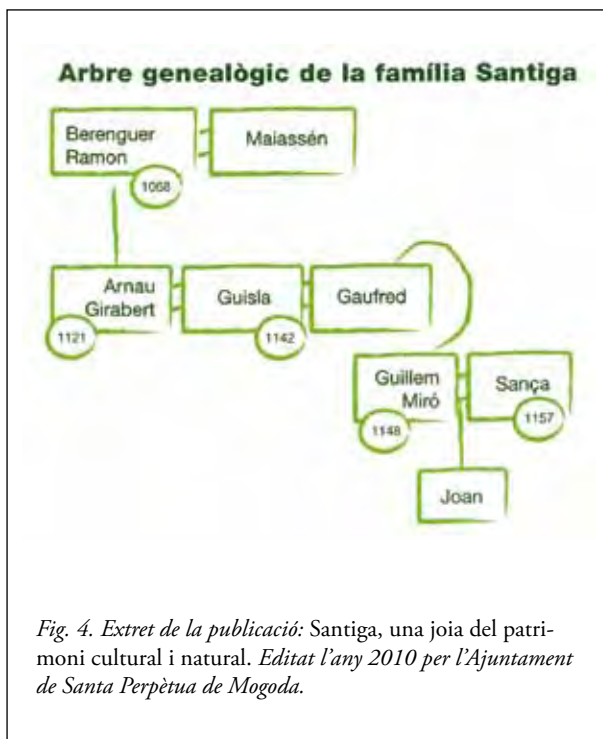 Arbre genealògic de la família Santiga
Berenguer
Ramon
Maiassén
1068
Arnau
Girabert
Guisla
Gaufred
1121
1142
Guillem
Miró
Sança
1148
1157
Joan
Fig. 4. Extret de la publicació: Santiga, una joia del patri-
moni cultural i natural. Editat l'any 2010 per l'Ajuntament
de Santa Perpètua de Mogoda.